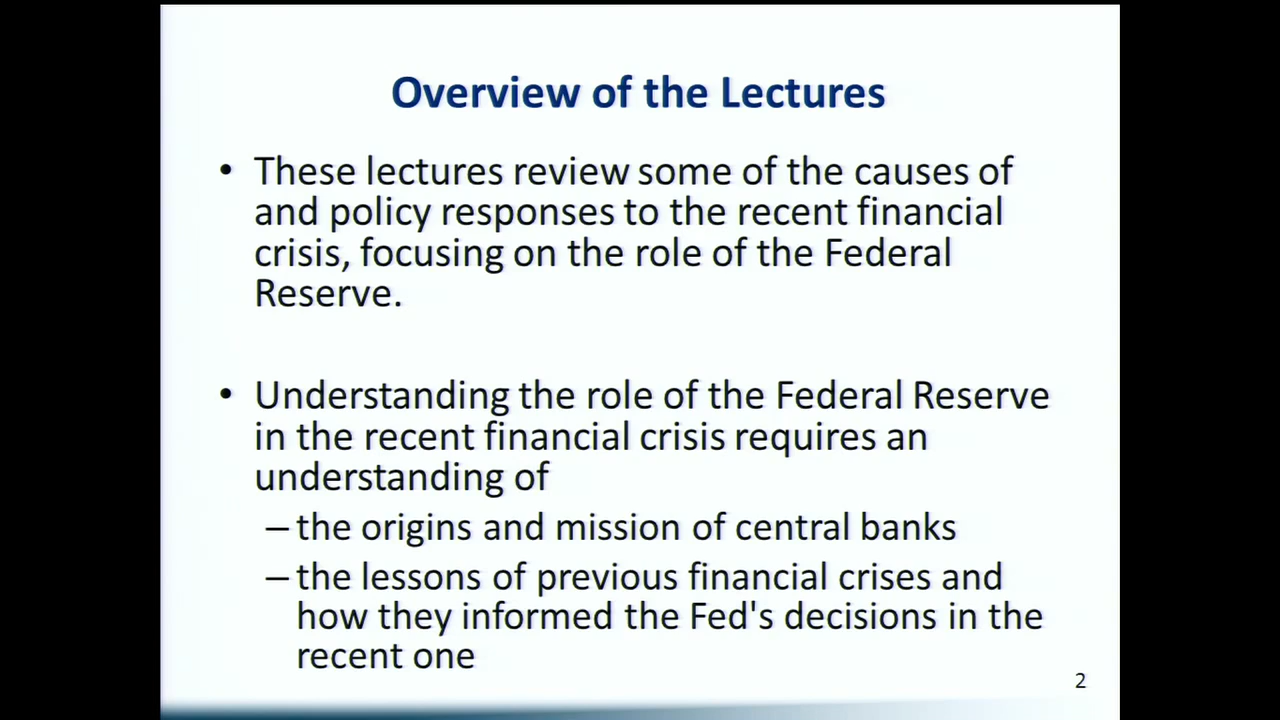 Overview of the Lectures
• These lectures review some of the causes of
and policy responses to the recent financial
crisis, focusing on the role of the Federal
Reserve.
• Understanding the role of the Federal Reserve
in the recent financial crisis requires an
understanding of
– the origins and mission of central banks
– the lessons of previous financial crises and
how they informed the Fed's decisions in the
recent one
2